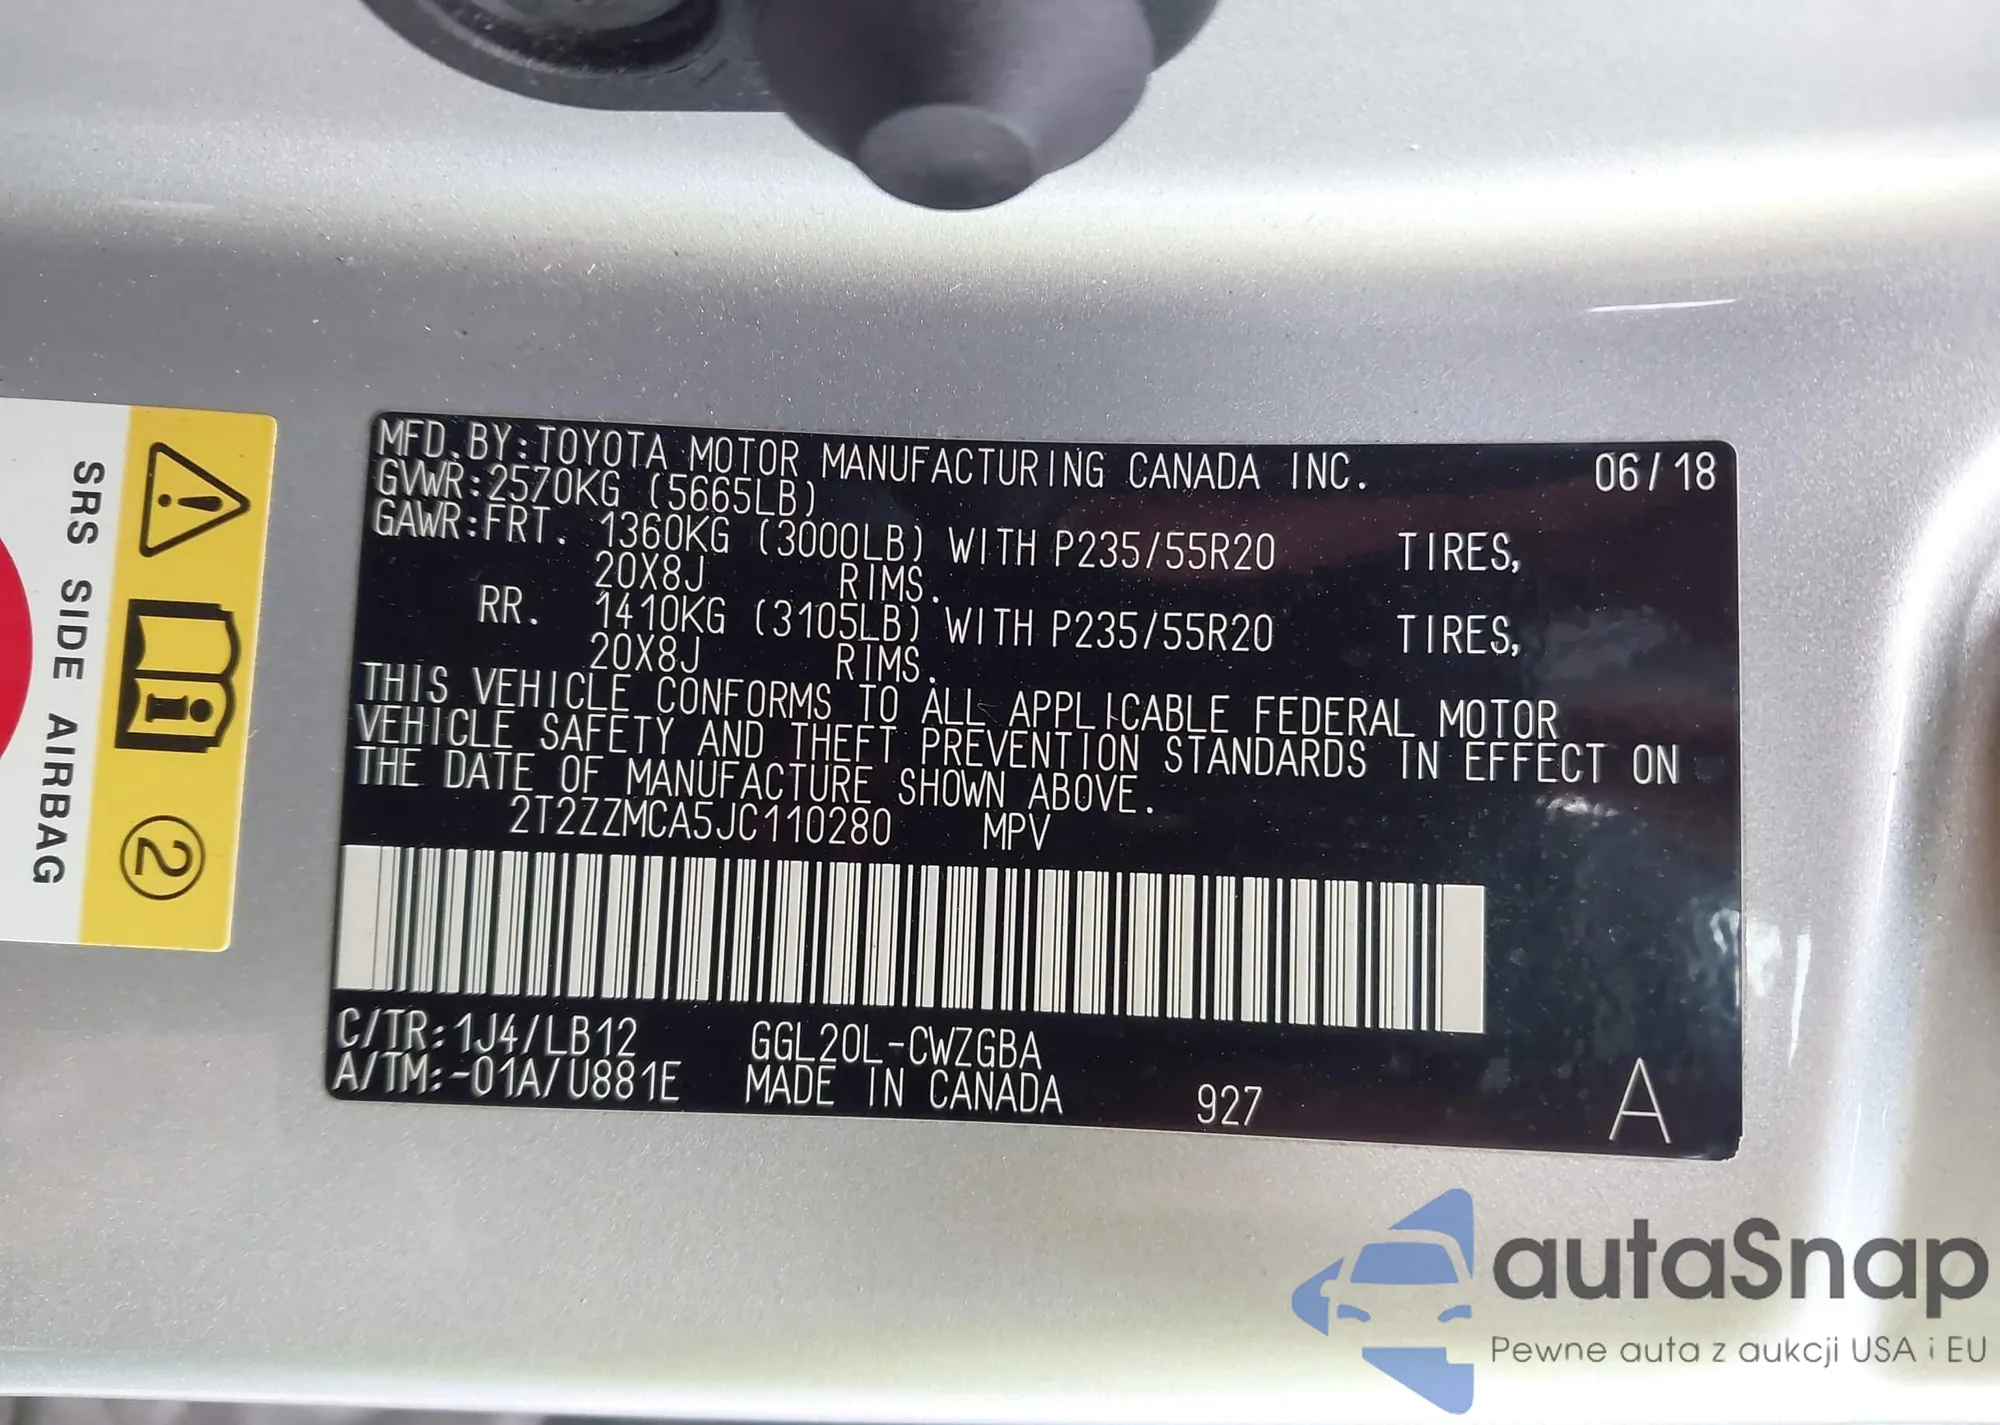 MFD.BY:TOYOTA MOTOR MANUFACTURING CANADA INC. 06/18
GVWR:2570KG (5665LB)
GAWR:FRT. 1360KG (3000LB) WITH P235/55R20 TIRES,
20X8J RIMS.
RR. 1410KG (3105LB) WITH P235/55R20 TIRES,
20X8J RIMS.
THIS VEHICLE CONFORMS TO ALL APPLICABLE FEDERAL MOTOR
VEHICLE SAFETY AND THEFT PREVENTION STANDARDS IN EFFECT ON
THE DATE OF MANUFACTURE SHOWN ABOVE.
2T2ZZMCA5JC110280 MPV
C/TR:1J4/LB12 GGL20L-CWZGBA
A/TM:-01A/U881E MADE IN CANADA 927 A
SRS SIDE AIRBAG
2
autaSnap
Pewne auta z aukcji USA i EU